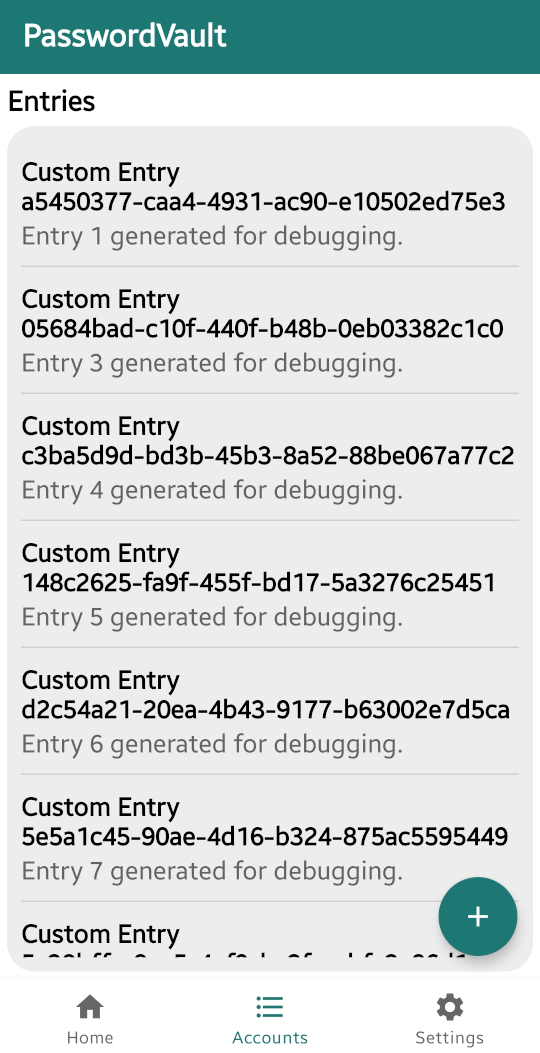 PasswordVault
Entries
Custom Entry
a5450377-caa4-4931-ac90-e10502ed75e3
Entry 1 generated for debugging.
Custom Entry
05684bad-c10f-440f-b48b-0eb03382c1c0
Entry 3 generated for debugging.
Custom Entry
c3ba5d9d-bd3b-45b3-8a52-88be067a77c2
Entry 4 generated for debugging.
Custom Entry
148c2625-fa9f-455f-bd17-5a3276c25451
Entry 5 generated for debugging.
Custom Entry
d2c54a21-20ea-4b43-9177-b63002e7d5ca
Entry 6 generated for debugging.
Custom Entry
5e5a1c45-90ae-4d16-b324-875ac5595449
Entry 7 generated for debugging.
Custom Entry
Home
Accounts
Settings